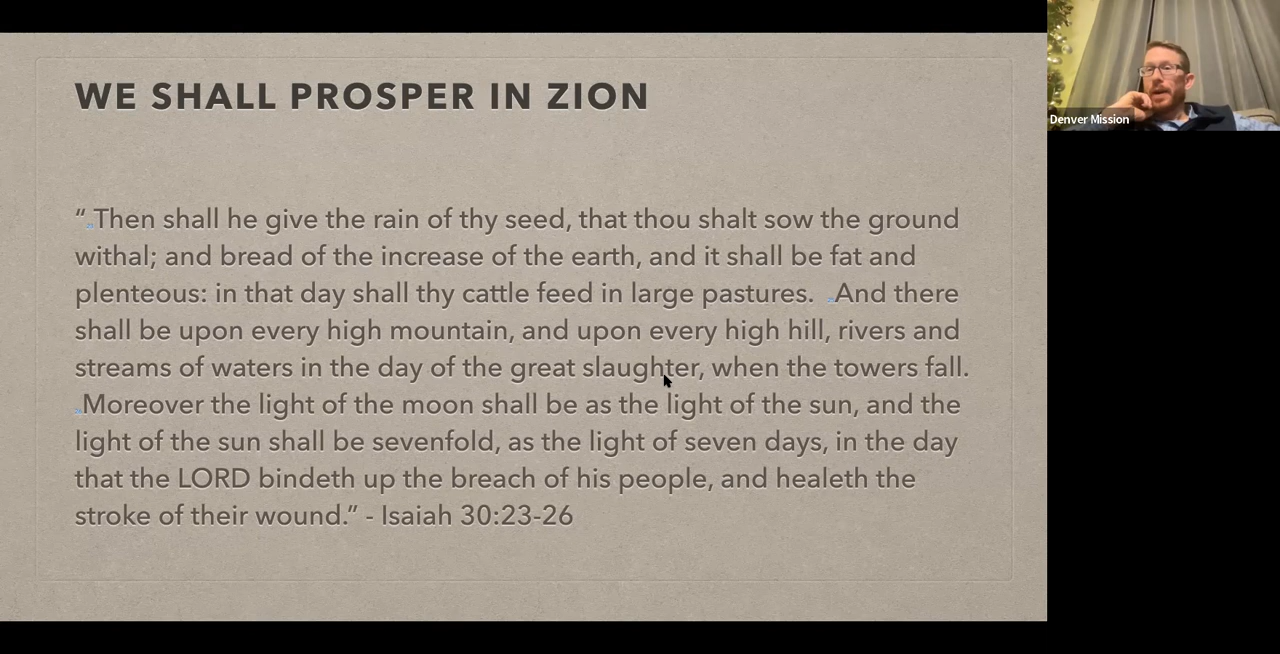 WE SHALL PROSPER IN ZION
“Then shall he give the rain of thy seed, that thou shalt sow the ground
withal; and bread of the increase of the earth, and it shall be fat and
plenteous: in that day shall thy cattle feed in large pastures. And there
shall be upon every high mountain, and upon every high hill, rivers and
streams of waters in the day of the great slaughter, when the towers fall.
Moreover the light of the moon shall be as the light of the sun, and the
light of the sun shall be sevenfold, as the light of seven days, in the day
that the LORD bindeth up the breach of his people, and healeth the
stroke of their wound.” - Isaiah 30:23-26
Denver Mission